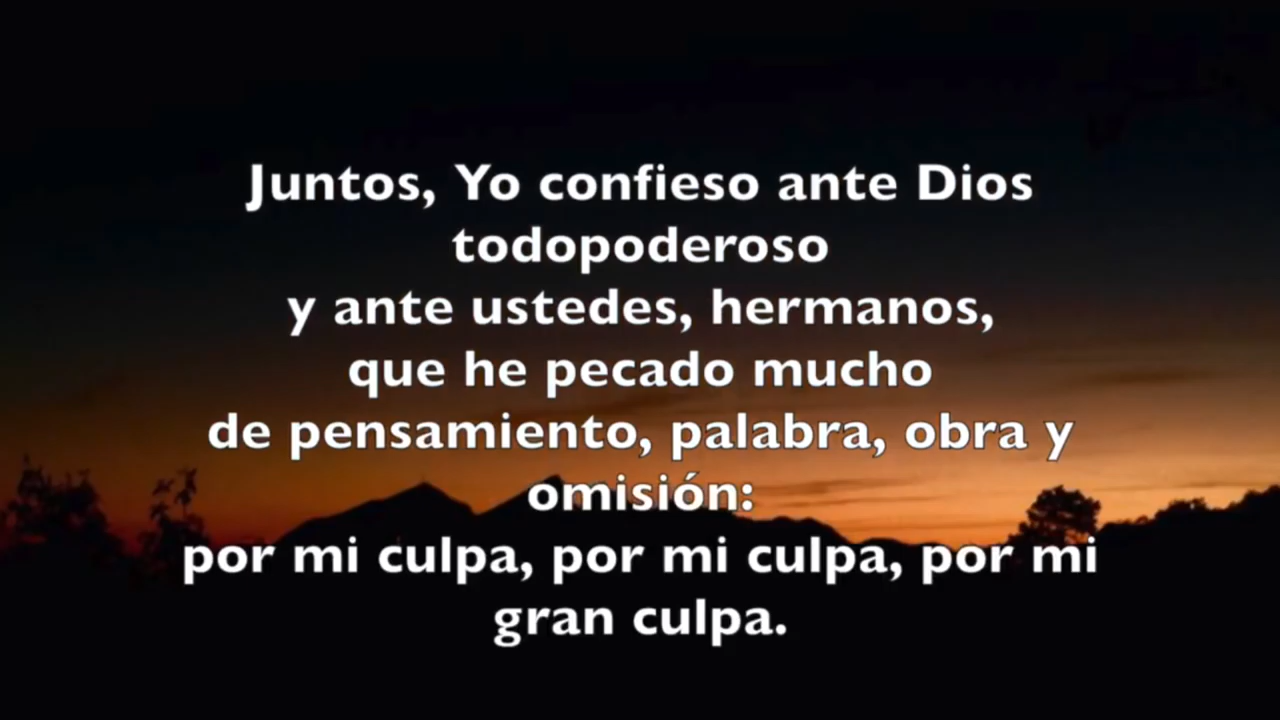 Juntos, Yo confieso ante Dios
todopoderoso
y ante ustedes, hermanos,
que he pecado mucho
de pensamiento, palabra, obra y
omisión:
por mi culpa, por mi culpa, por mi
gran culpa.